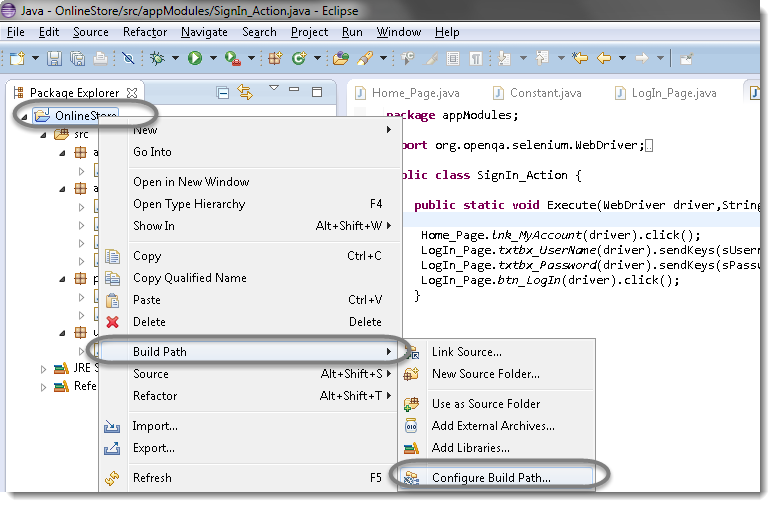 Java - OnlineStore/src/appModules/SignIn_Action.java - Eclipse
File Edit Source Refactor Navigate Search Project Run Window Help
Package Explorer
Home_Page.java Constant.java LogIn_Page.java
OnlineStore
src
a
a
p
u
JRE S
Refe
New
Go Into
Open in New Window
Open Type Hierarchy F4
Show In Alt+Shift+W
Copy Ctrl+C
Copy Qualified Name
Paste Ctrl+V
Delete Delete
Build Path
Source Alt+Shift+S
Refactor Alt+Shift+T
Import...
Export...
Refresh F5
Link Source...
New Source Folder...
Use as Source Folder
Add External Archives...
Add Libraries...
Configure Build Path...
package appModules;
port org.openqa.selenium.WebDriver;
blic class SignIn_Action {
public static void Execute(WebDriver driver,String
Home_Page.lnk_MyAccount(driver).click();
LogIn_Page.txtbx_UserName(driver).sendKeys(sUser
LogIn_Page.txtbx_Password(driver).sendKeys(sPass
LogIn_Page.btn_LogIn(driver).click();
}